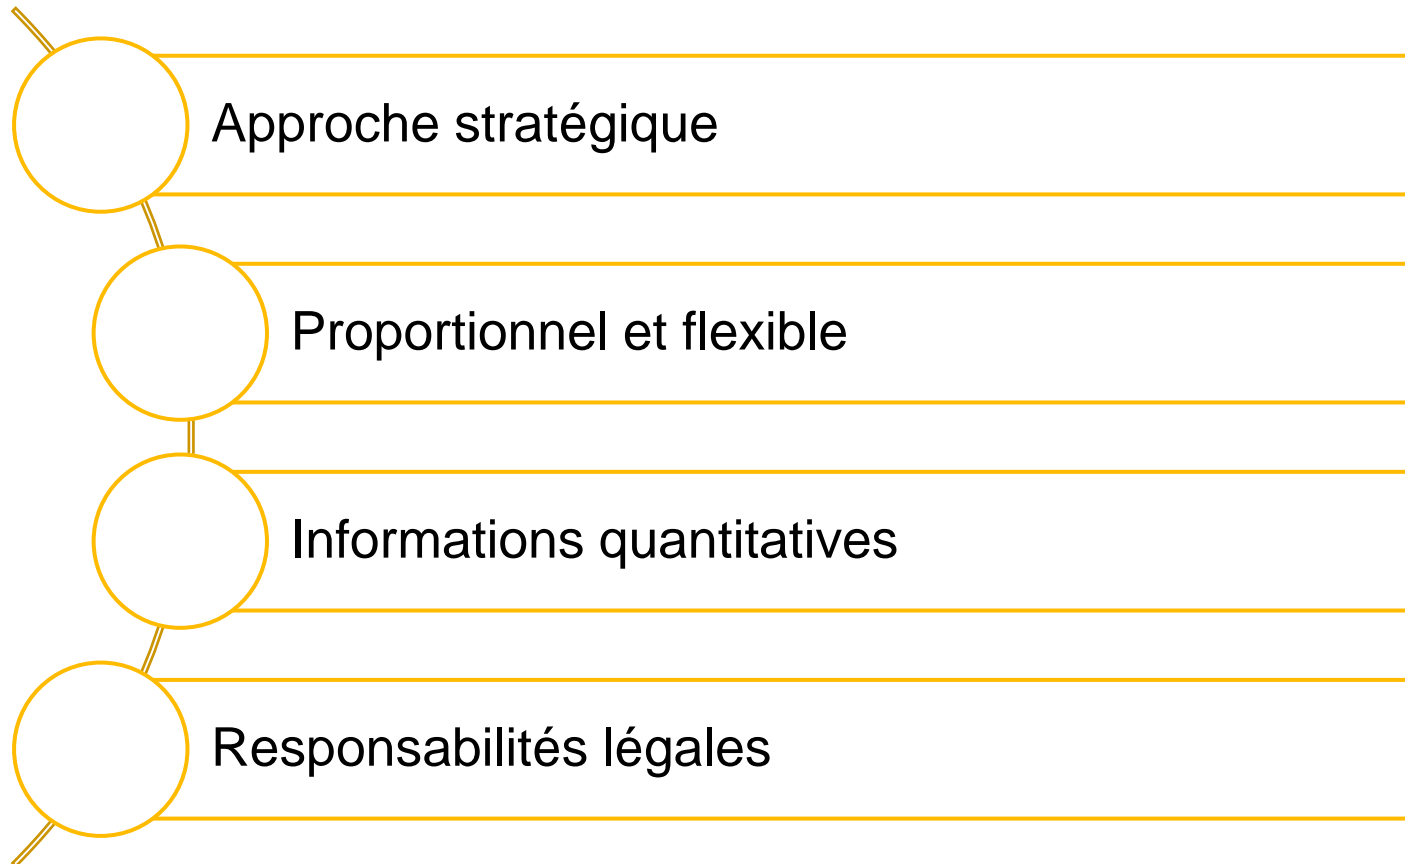 Approche stratégique
Proportionnel et flexible
Informations quantitatives
Responsabilités légales